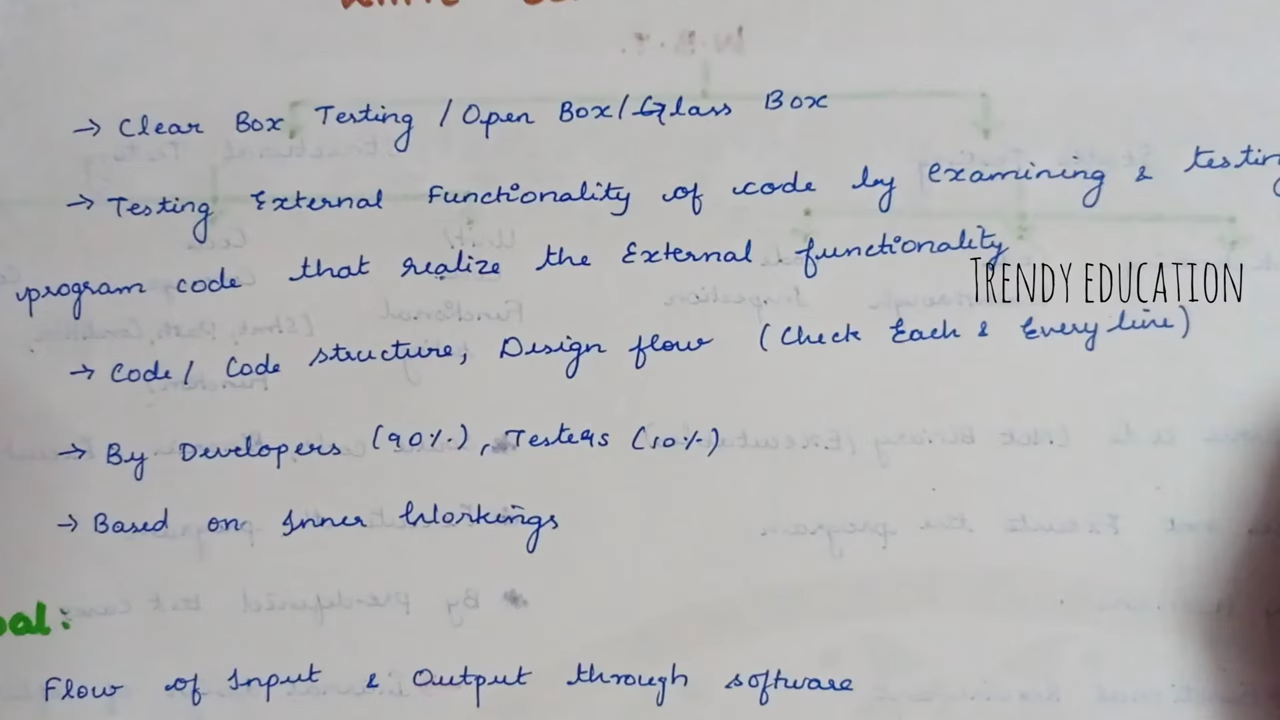 → Clear Box Testing / Open Box / Glass Box
→ Testing External Functionality of code by examining & testing
program code that realize the External functionality
TRENDY EDUCATION
→ Code / Code structure, Design flow (Check Each & Every line)
→ By Developers (90%), Testers (10%)
→ Based on Inner Workings
Flow of Input & Output through software